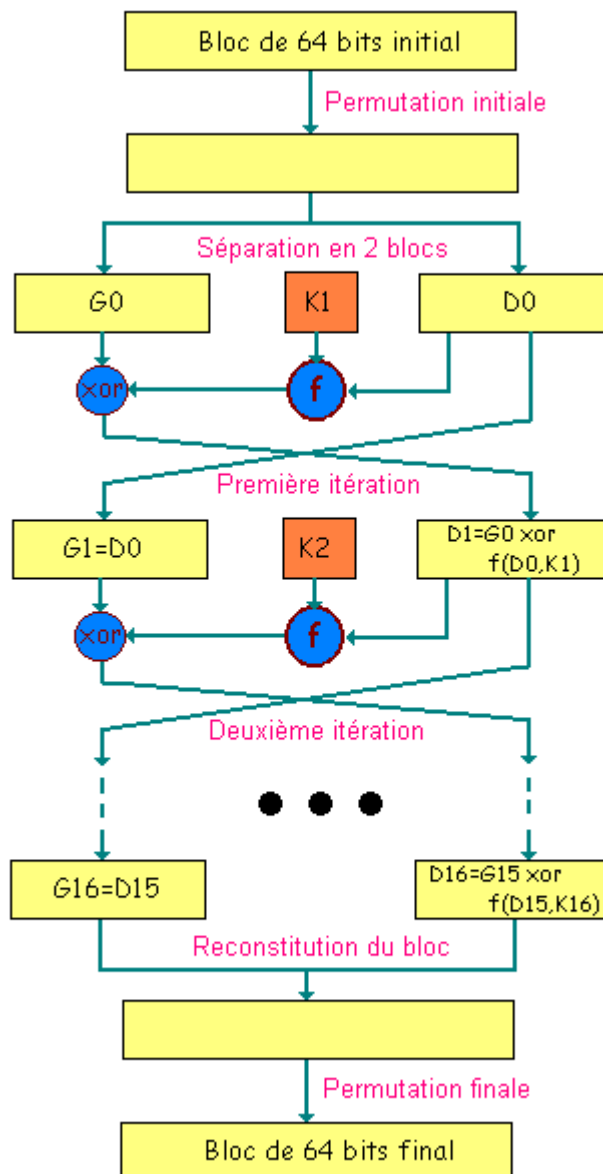 Bloc de 64 bits initial
Permutation initiale
Séparation en 2 blocs
G0
K1
D0
xor
f
Première itération
G1=D0
K2
D1=G0 xor
f(D0,K1)
xor
f
Deuxième itération
G16=D15
D16=G15 xor
f(D15,K16)
Reconstitution du bloc
Permutation finale
Bloc de 64 bits final